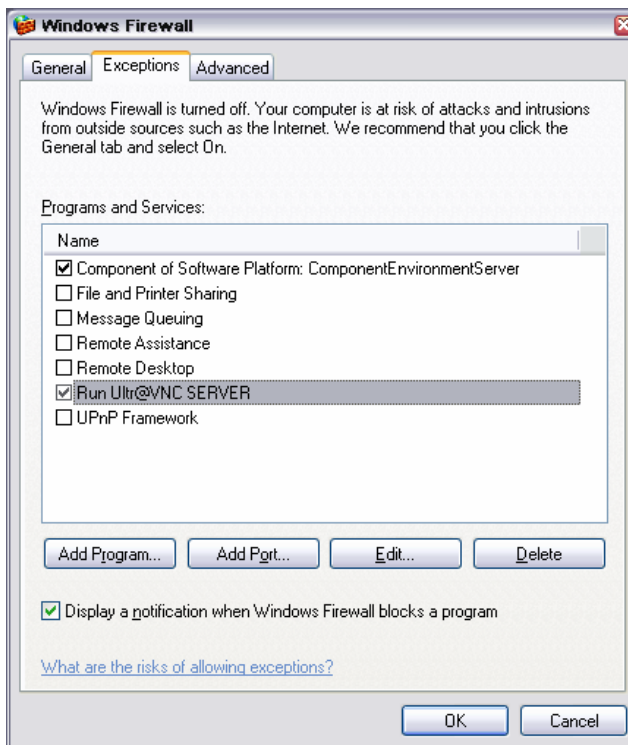 Windows Firewall
General Exceptions Advanced
Windows Firewall is turned off. Your computer is at risk of attacks and intrusions
from outside sources such as the Internet. We recommend that you click the
General tab and select On.
Programs and Services:
Name
Component of Software Platform: ComponentEnvironmentServer
File and Printer Sharing
Message Queuing
Remote Assistance
Remote Desktop
Run Ultr@VNC SERVER
UPnP Framework
Add Program... Add Port... Edit... Delete
Display a notification when Windows Firewall blocks a program
What are the risks of allowing exceptions?
OK Cancel